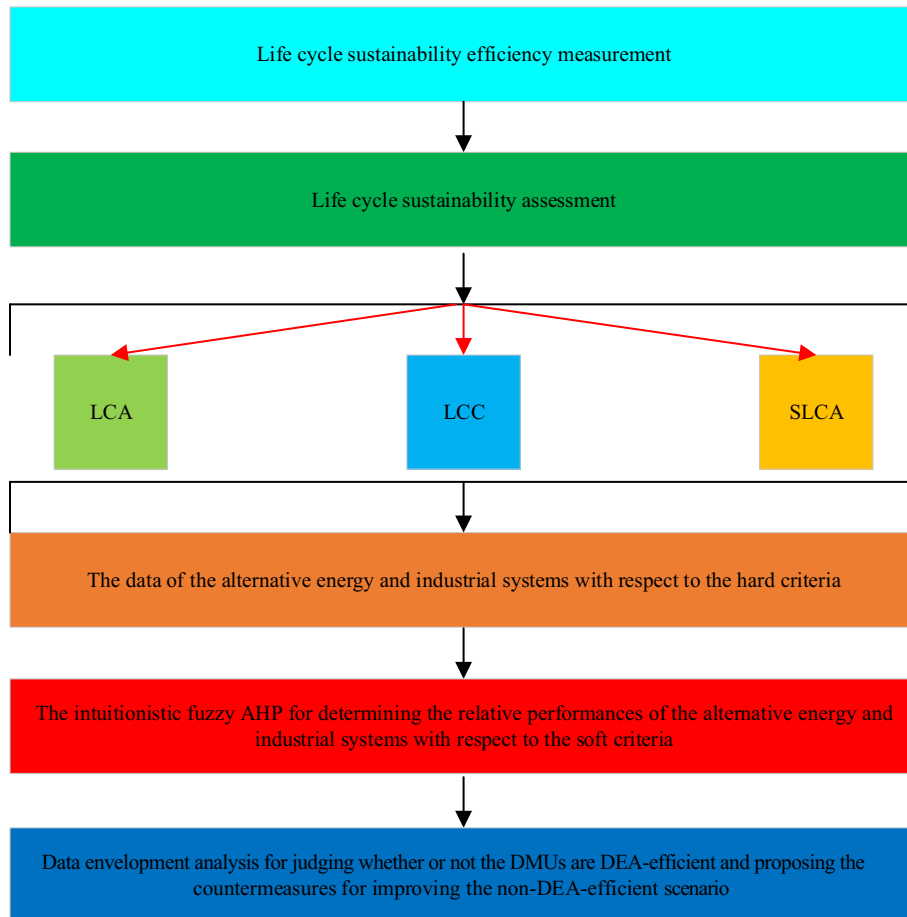 Life cycle sustainability efficiency measurement
Life cycle sustainability assessment
LCA
LCC
SLCA
The data of the alternative energy and industrial systems with respect to the hard criteria
The intuitionistic fuzzy AHP for determining the relative performances of the alternative energy and
industrial systems with respect to the soft criteria
Data envelopment analysis for judging whether or not the DMUs are DEA-efficient and proposing the
countermeasures for improving the non-DEA-efficient scenario